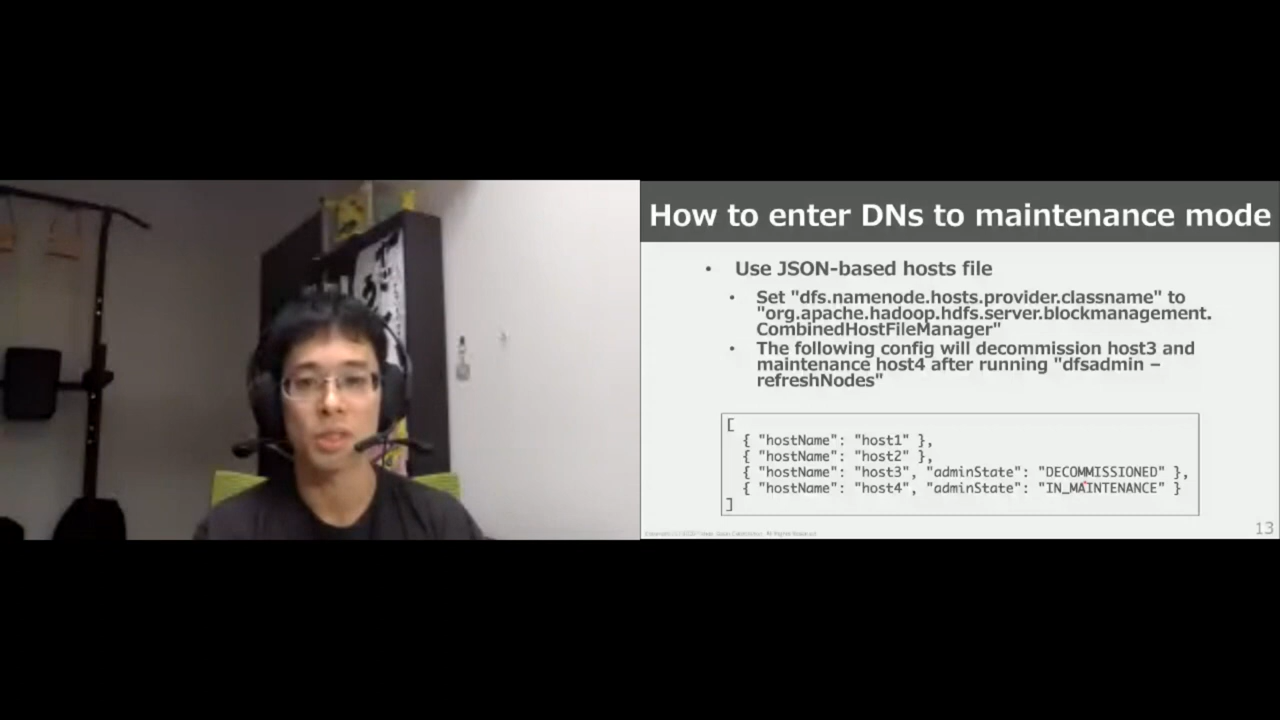 How to enter DNs to maintenance mode
• Use JSON-based hosts file
• Set "dfs.namenode.hosts.provider.classname" to
"org.apache.hadoop.hdfs.server.blockmanagement.
CombinedHostFileManager"
• The following config will decommission host3 and
maintenance host4 after running "dfsadmin –
refreshNodes"
[
{ "hostName": "host1" },
{ "hostName": "host2" },
{ "hostName": "host3", "adminState": "DECOMMISSIONED" },
{ "hostName": "host4", "adminState": "IN_MAINTENANCE" }
]
13